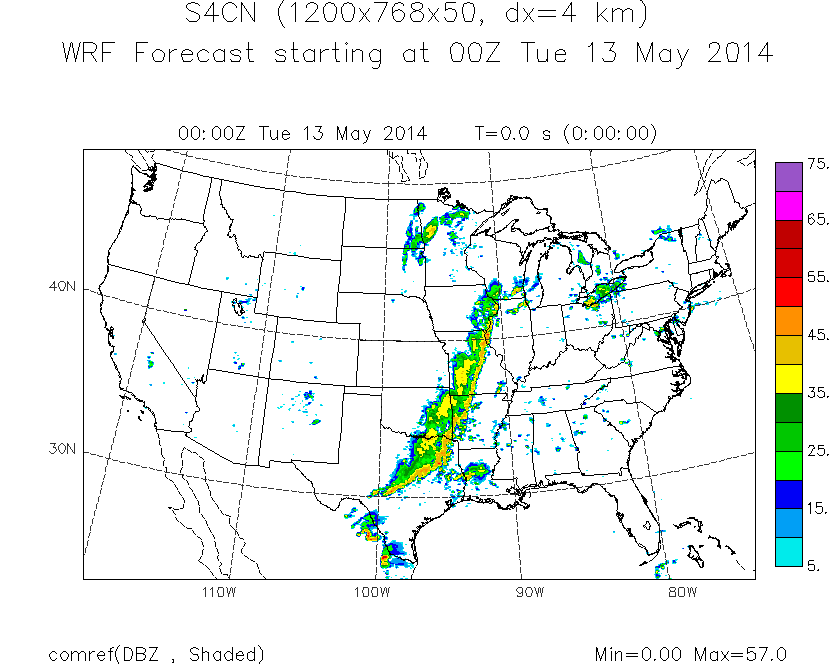 S4CN (1200x768x50, dx=4 km)
WRF Forecast starting at 00Z Tue 13 May 2014
00:00Z Tue 13 May 2014 T=0.0 s (0:00:00)
75.
65.
55.
45.
35.
25.
15.
5.
40N
30N
110W 100W 90W 80W
comref(DBZ , Shaded) Min=0.00 Max=57.0